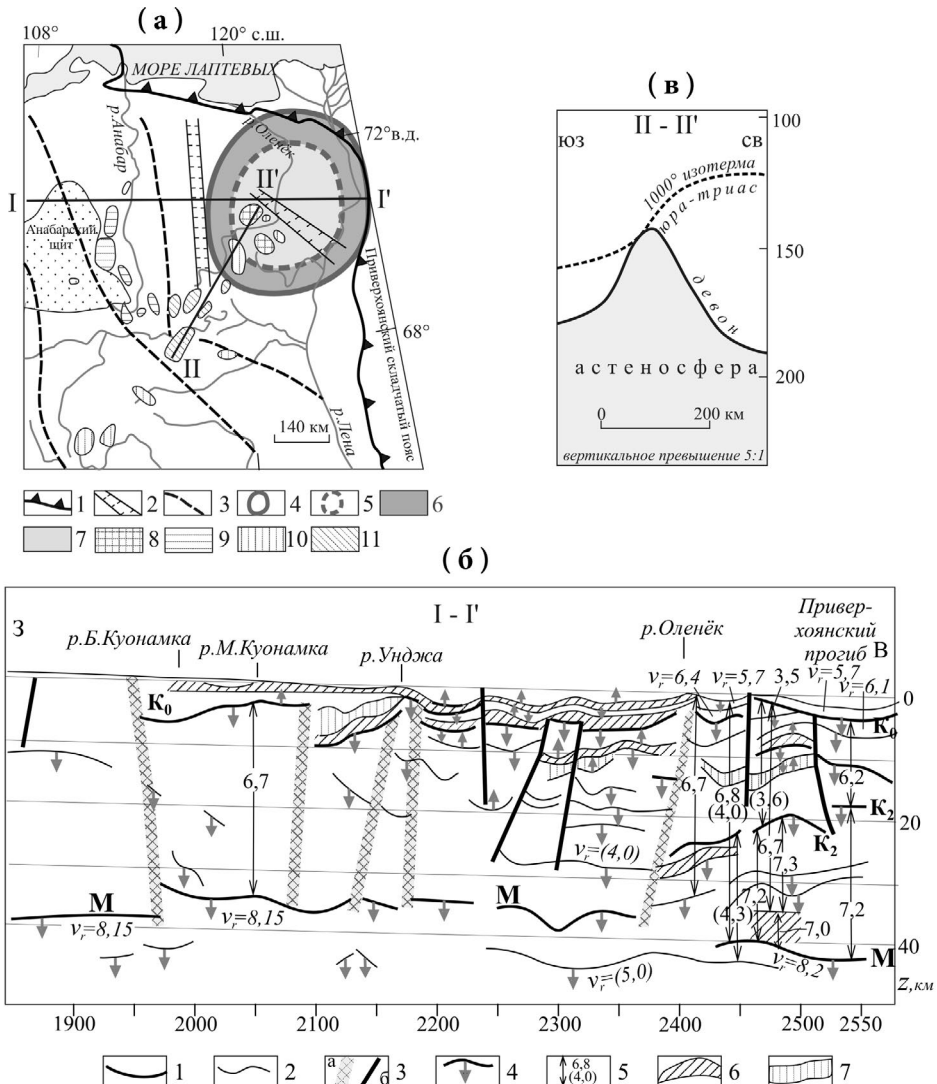 (а)
108°
120° с.ш.
МОРЕ ЛАПТЕВЫХ
р.Анабар
р.Оленёк
72°в.д.
I
II'
I'
Анабарский
щит
Приверхоянский складчатый пояс
68°
II
р.Лена
140 км
1 2 3 4 5 6
7 8 9 10 11
(в)
II - II'
юз
св
100
1000° изотерма
юра-триас
150
девон
астеносфера
200
0
200 км
вертикальное превышение 5:1
(б)
I - I'
З
р.Б.Куонамка
р.М.Куонамка
р.Унджа
р.Оленёк
Привер-
хоянский
прогиб
В
vr=6,4
vr=5,7
3,5
vr=5,7
vr=6,1
0
K0
K0
6,7
6,7
6,8
(4,0)
(3,6)
6,2
K2
K2
20
6,7
7,3
vr=(4,0)
7,2
(4,3)
7,2
7,0
М
М
vr=8,15
vr=8,15
vr=8,2
М
40
vr=(5,0)
z,км
1900
2000
2100
2200
2300
2400
2500
2550
1
2
а
б
3
4
6,8
(4,0)
5
6
7